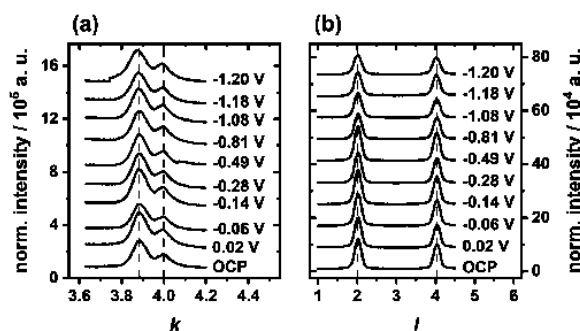 (a)
(b)
norm. intensity / 10⁵ a. u.
16
12
8
4
0
-1.20 V
-1.18 V
-1.08 V
-0.81 V
-0.49 V
-0.28 V
-0.14 V
-0.06 V
0.02 V
OCP
3.6 3.8 4.0 4.2 4.4
k
-1.20 V
-1.18 V
-1.08 V
-0.81 V
-0.49 V
-0.28 V
-0.14 V
-0.06 V
0.02 V
OCP
80
60
40
20
0
norm. intensity / 10⁴ a. u.
1 2 3 4 5 6
l